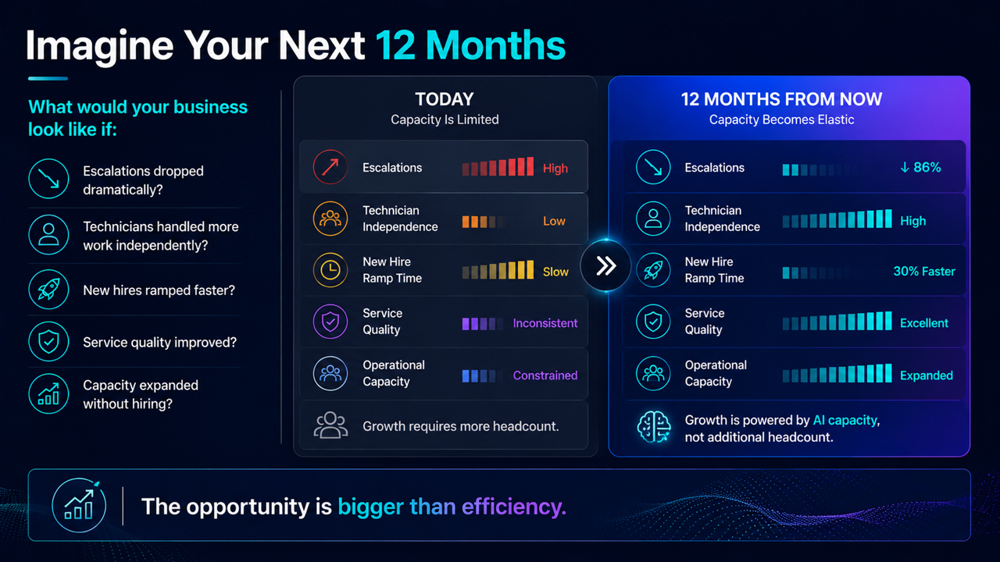 Imagine Your Next 12 Months
What would your business
look like if:
Escalations dropped
dramatically?
Technicians handled more
work independently?
New hires ramped faster?
Service quality improved?
Capacity expanded
without hiring?
TODAY
Capacity Is Limited
Escalations High
Technician
Independence Low
New Hire
Ramp Time Slow
Service
Quality Inconsistent
Operational
Capacity Constrained
Growth requires more headcount.
12 MONTHS FROM NOW
Capacity Becomes Elastic
Escalations ↓ 86%
Technician
Independence High
New Hire
Ramp Time 30% Faster
Service
Quality Excellent
Operational
Capacity Expanded
Growth is powered by AI capacity,
not additional headcount.
The opportunity is bigger than efficiency.